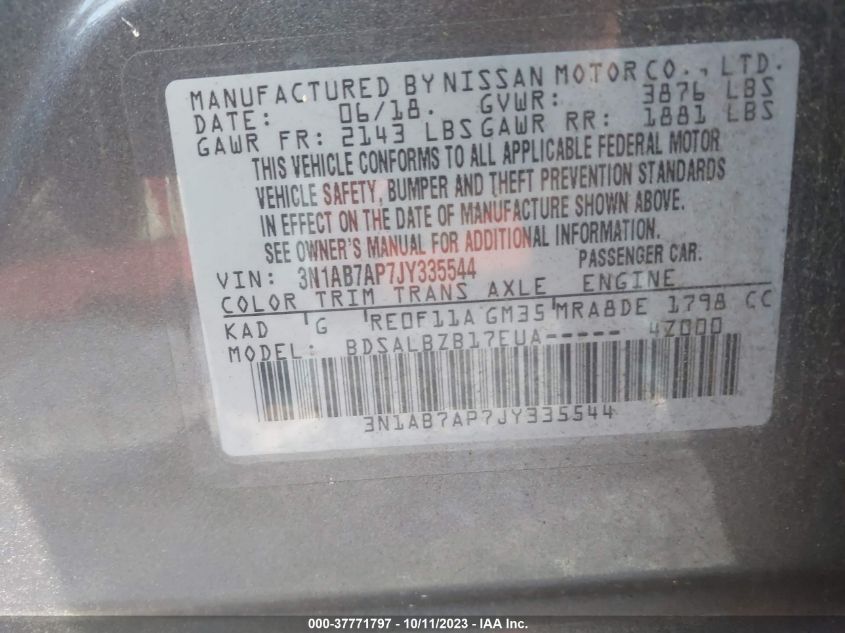 MANUFACTURED BY NISSAN MOTOR CO., LTD.
DATE: 06/18. GVWR: 3876 LBS
GAWR FR: 2143 LBS GAWR RR: 1881 LBS
THIS VEHICLE CONFORMS TO ALL APPLICABLE FEDERAL MOTOR
VEHICLE SAFETY, BUMPER AND THEFT PREVENTION STANDARDS
IN EFFECT ON THE DATE OF MANUFACTURE SHOWN ABOVE.
SEE OWNER'S MANUAL FOR ADDITIONAL INFORMATION.
VIN: 3N1AB7AP7JY335544 PASSENGER CAR.
COLOR TRIM TRANS AXLE ENGINE
KAD G RE0F11A GM35 MRA8DE 1798 CC
MODEL: BDSALBZB17EUA----- 4Z000
3N1AB7AP7JY335544
000-37771797 - 10/11/2023 - IAA Inc.